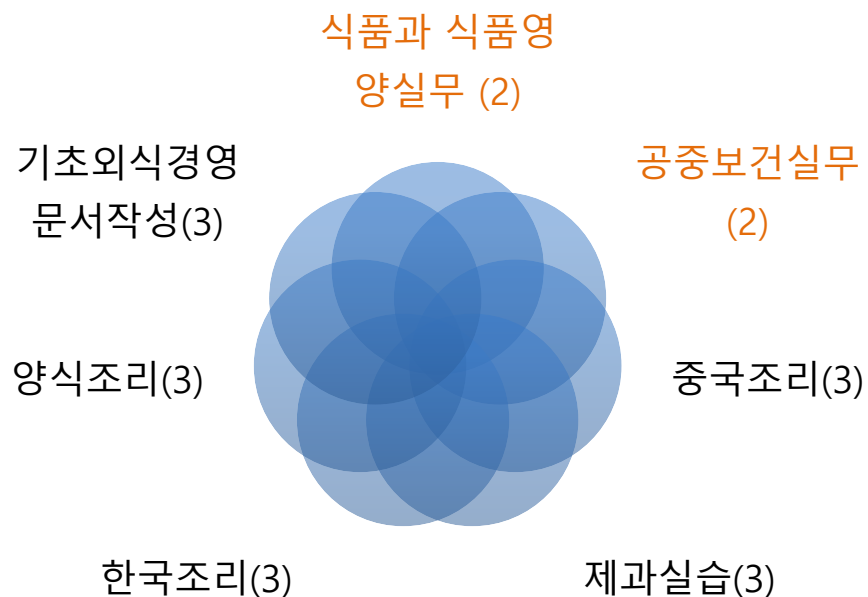 식품과 식품영
양실무 (2)
기초외식경영
문서작성(3)
공중보건실무
(2)
양식조리(3)
중국조리(3)
한국조리(3)
제과실습(3)